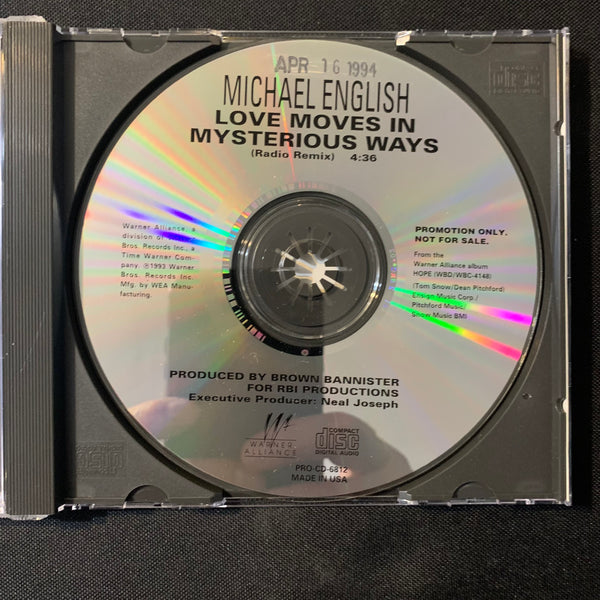 APR 16 1994
MICHAEL ENGLISH
LOVE MOVES IN
MYSTERIOUS WAYS
(Radio Remix) 4:36
Warner Alliance, a
division of
Bros. Records Inc., a
Time Warner Com-
pany. ℗1993 Warner
Bros. Records Inc.
Mfg. by WEA Manu-
facturing.
PROMOTION ONLY.
NOT FOR SALE.
From the
Warner Alliance album
HOPE (WBD/WBC-4148)
(Tom Snow/Dean Pitchford)
Ensign Music Corp./
Pitchford Music/
Snow Music BMI
PRODUCED BY BROWN BANNISTER
FOR RBI PRODUCTIONS
Executive Producer: Neal Joseph
WARNER
ALLIANCE
COMPACT
disc
DIGITAL AUDIO
PRO-CD-6812
MADE IN USA